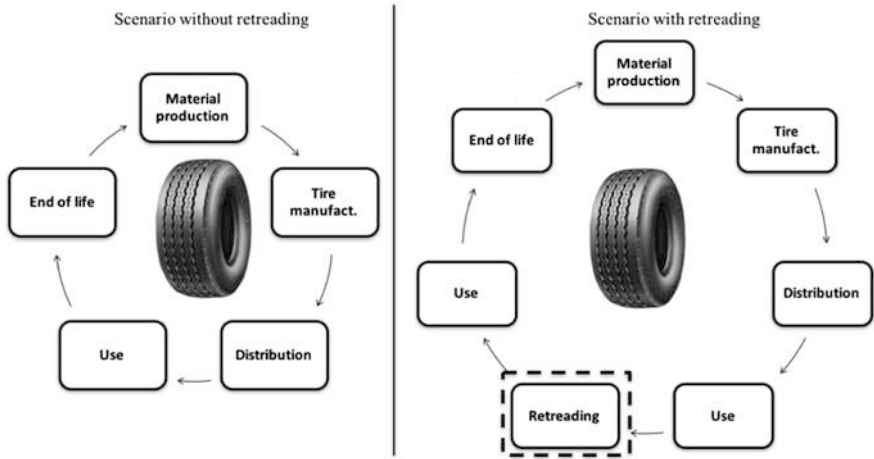 Scenario without retreading
Material
production
Tire
manufact.
Distribution
Use
End of life
Scenario with retreading
Material
production
Tire
manufact.
Distribution
Use
Retreading
Use
End of life